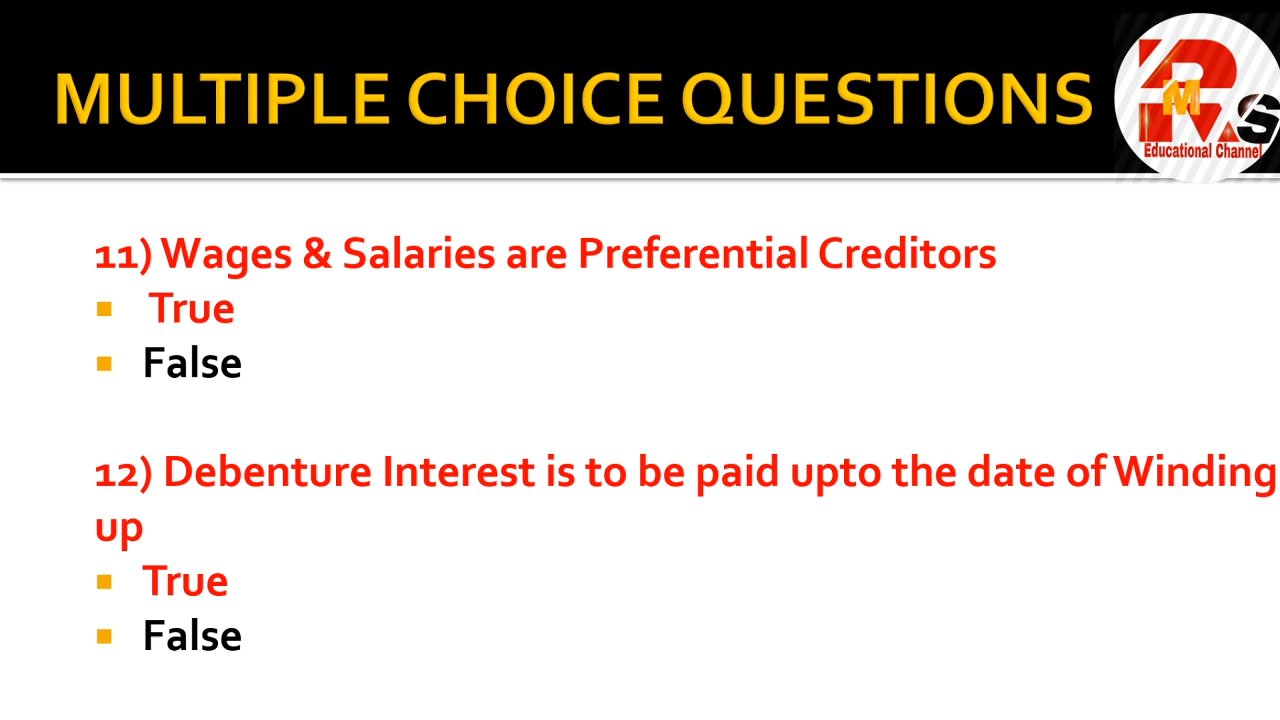 MULTIPLE CHOICE QUESTIONS
R
M
S
Educational Channel
11) Wages & Salaries are Preferential Creditors
True
False
12) Debenture Interest is to be paid upto the date of Winding
up
True
False